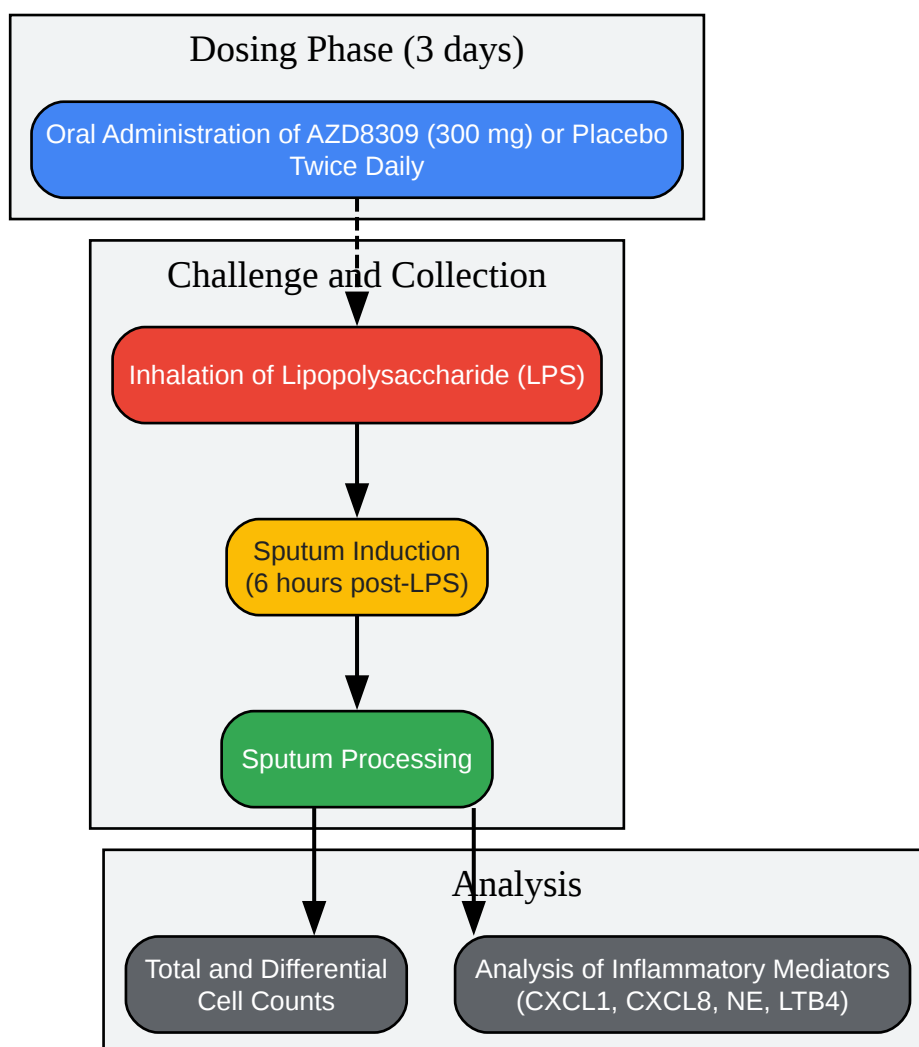 Dosing Phase (3 days)
Oral Administration of AZD8309 (300 mg) or Placebo
Twice Daily
Challenge and Collection
Inhalation of Lipopolysaccharide (LPS)
Sputum Induction
(6 hours post-LPS)
Sputum Processing
Analysis
Total and Differential
Cell Counts
Analysis of Inflammatory Mediators
(CXCL1, CXCL8, NE, LTB4)